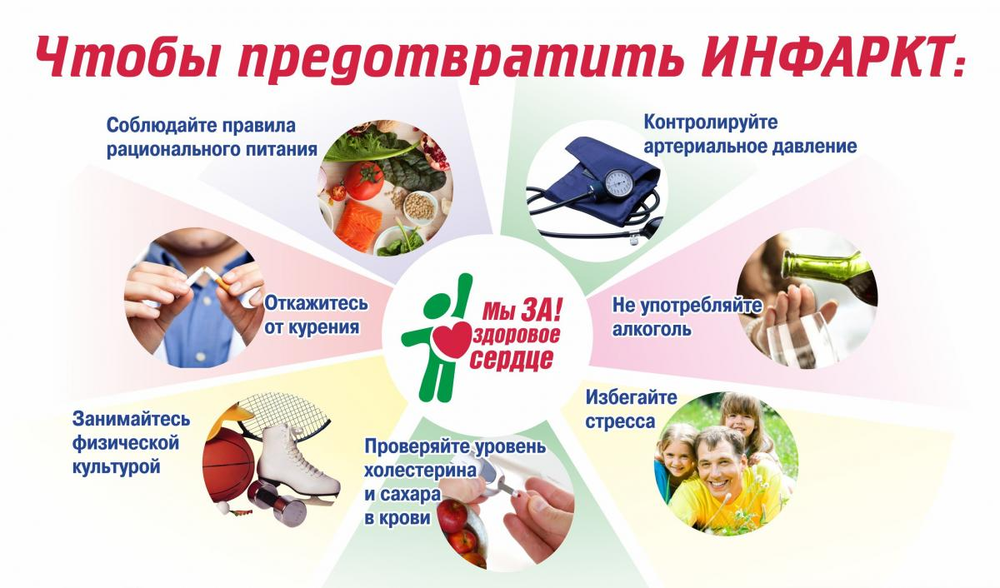 Чтобы предотвратить ИНФАРКТ:
Соблюдайте правила
рационального питания
Контролируйте
артериальное давление
Откажитесь
от курения
Мы ЗА!
здоровое
сердце
Не употребляйте
алкоголь
Занимайтесь
физической
культурой
Проверяйте уровень
холестерина
и сахара
в крови
Избегайте
стресса